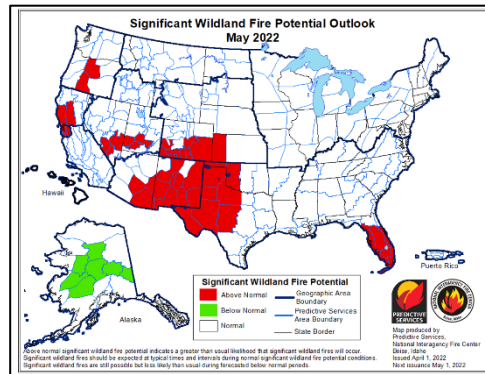 Significant Wildland Fire Potential Outlook
May 2022
Hawaii
Alaska
Puerto Rico
Significant Wildland Fire Potential
Above Normal
Below Normal
Normal
Geographic Area
Boundary
Predictive Services
Area Boundary
State Border
PREDICTIVE
SERVICES
Map produced by
Predictive Services,
National Interagency Fire Center
Boise, Idaho
Issued April 1, 2022
Next issuance May 1, 2022
Above normal significant wildland fire potential indicates a greater than usual likelihood that significant wildland fires will occur.
Significant wildland fires should be expected at typical times and intervals during normal significant wildland fire potential conditions.
Significant wildland fires are still possible but less likely than usual during forecasted below normal periods.